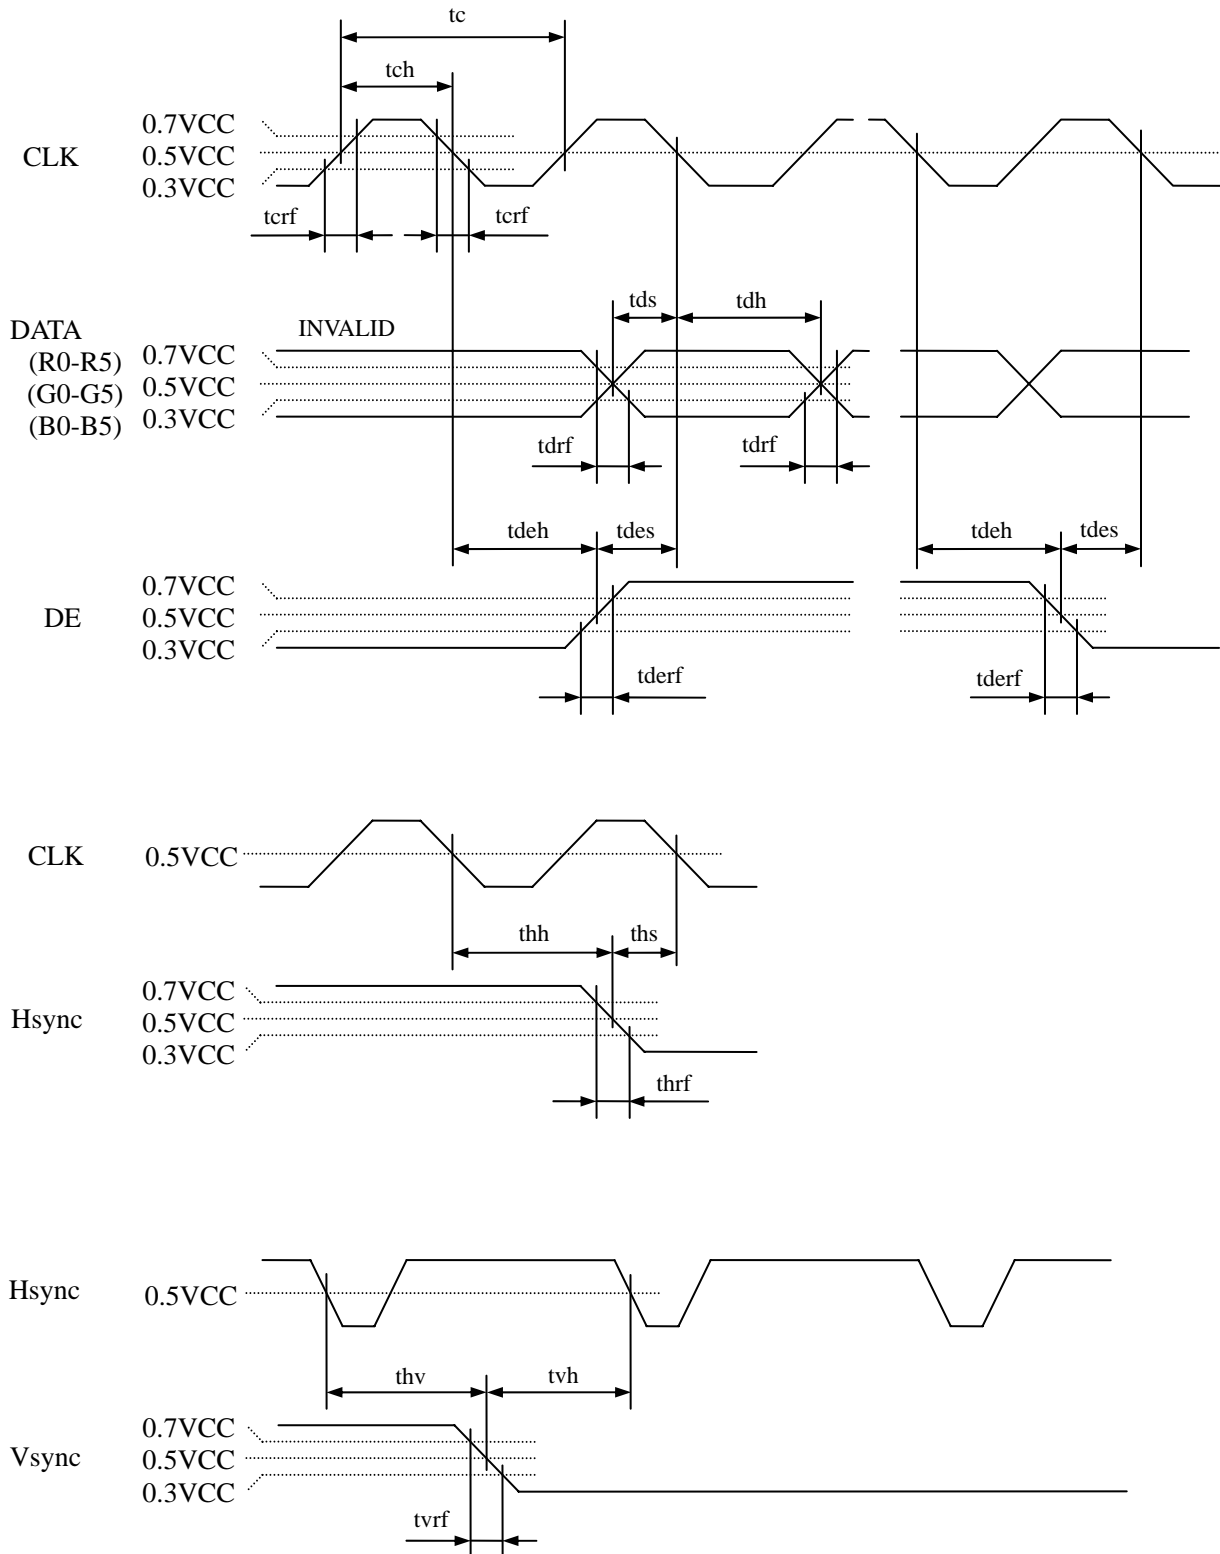 tc
tch
0.7VCC
CLK 0.5VCC
0.3VCC
tcrf tcrf
tds tdh
DATA INVALID
(R0-R5) 0.7VCC
(G0-G5) 0.5VCC
(B0-B5) 0.3VCC
tdrf tdrf
tdeh tdes tdeh tdes
0.7VCC
DE 0.5VCC
0.3VCC
tderf tderf
CLK 0.5VCC
thh ths
0.7VCC
Hsync 0.5VCC
0.3VCC
thrf
Hsync 0.5VCC
thv tvh
0.7VCC
Vsync 0.5VCC
0.3VCC
tvrf